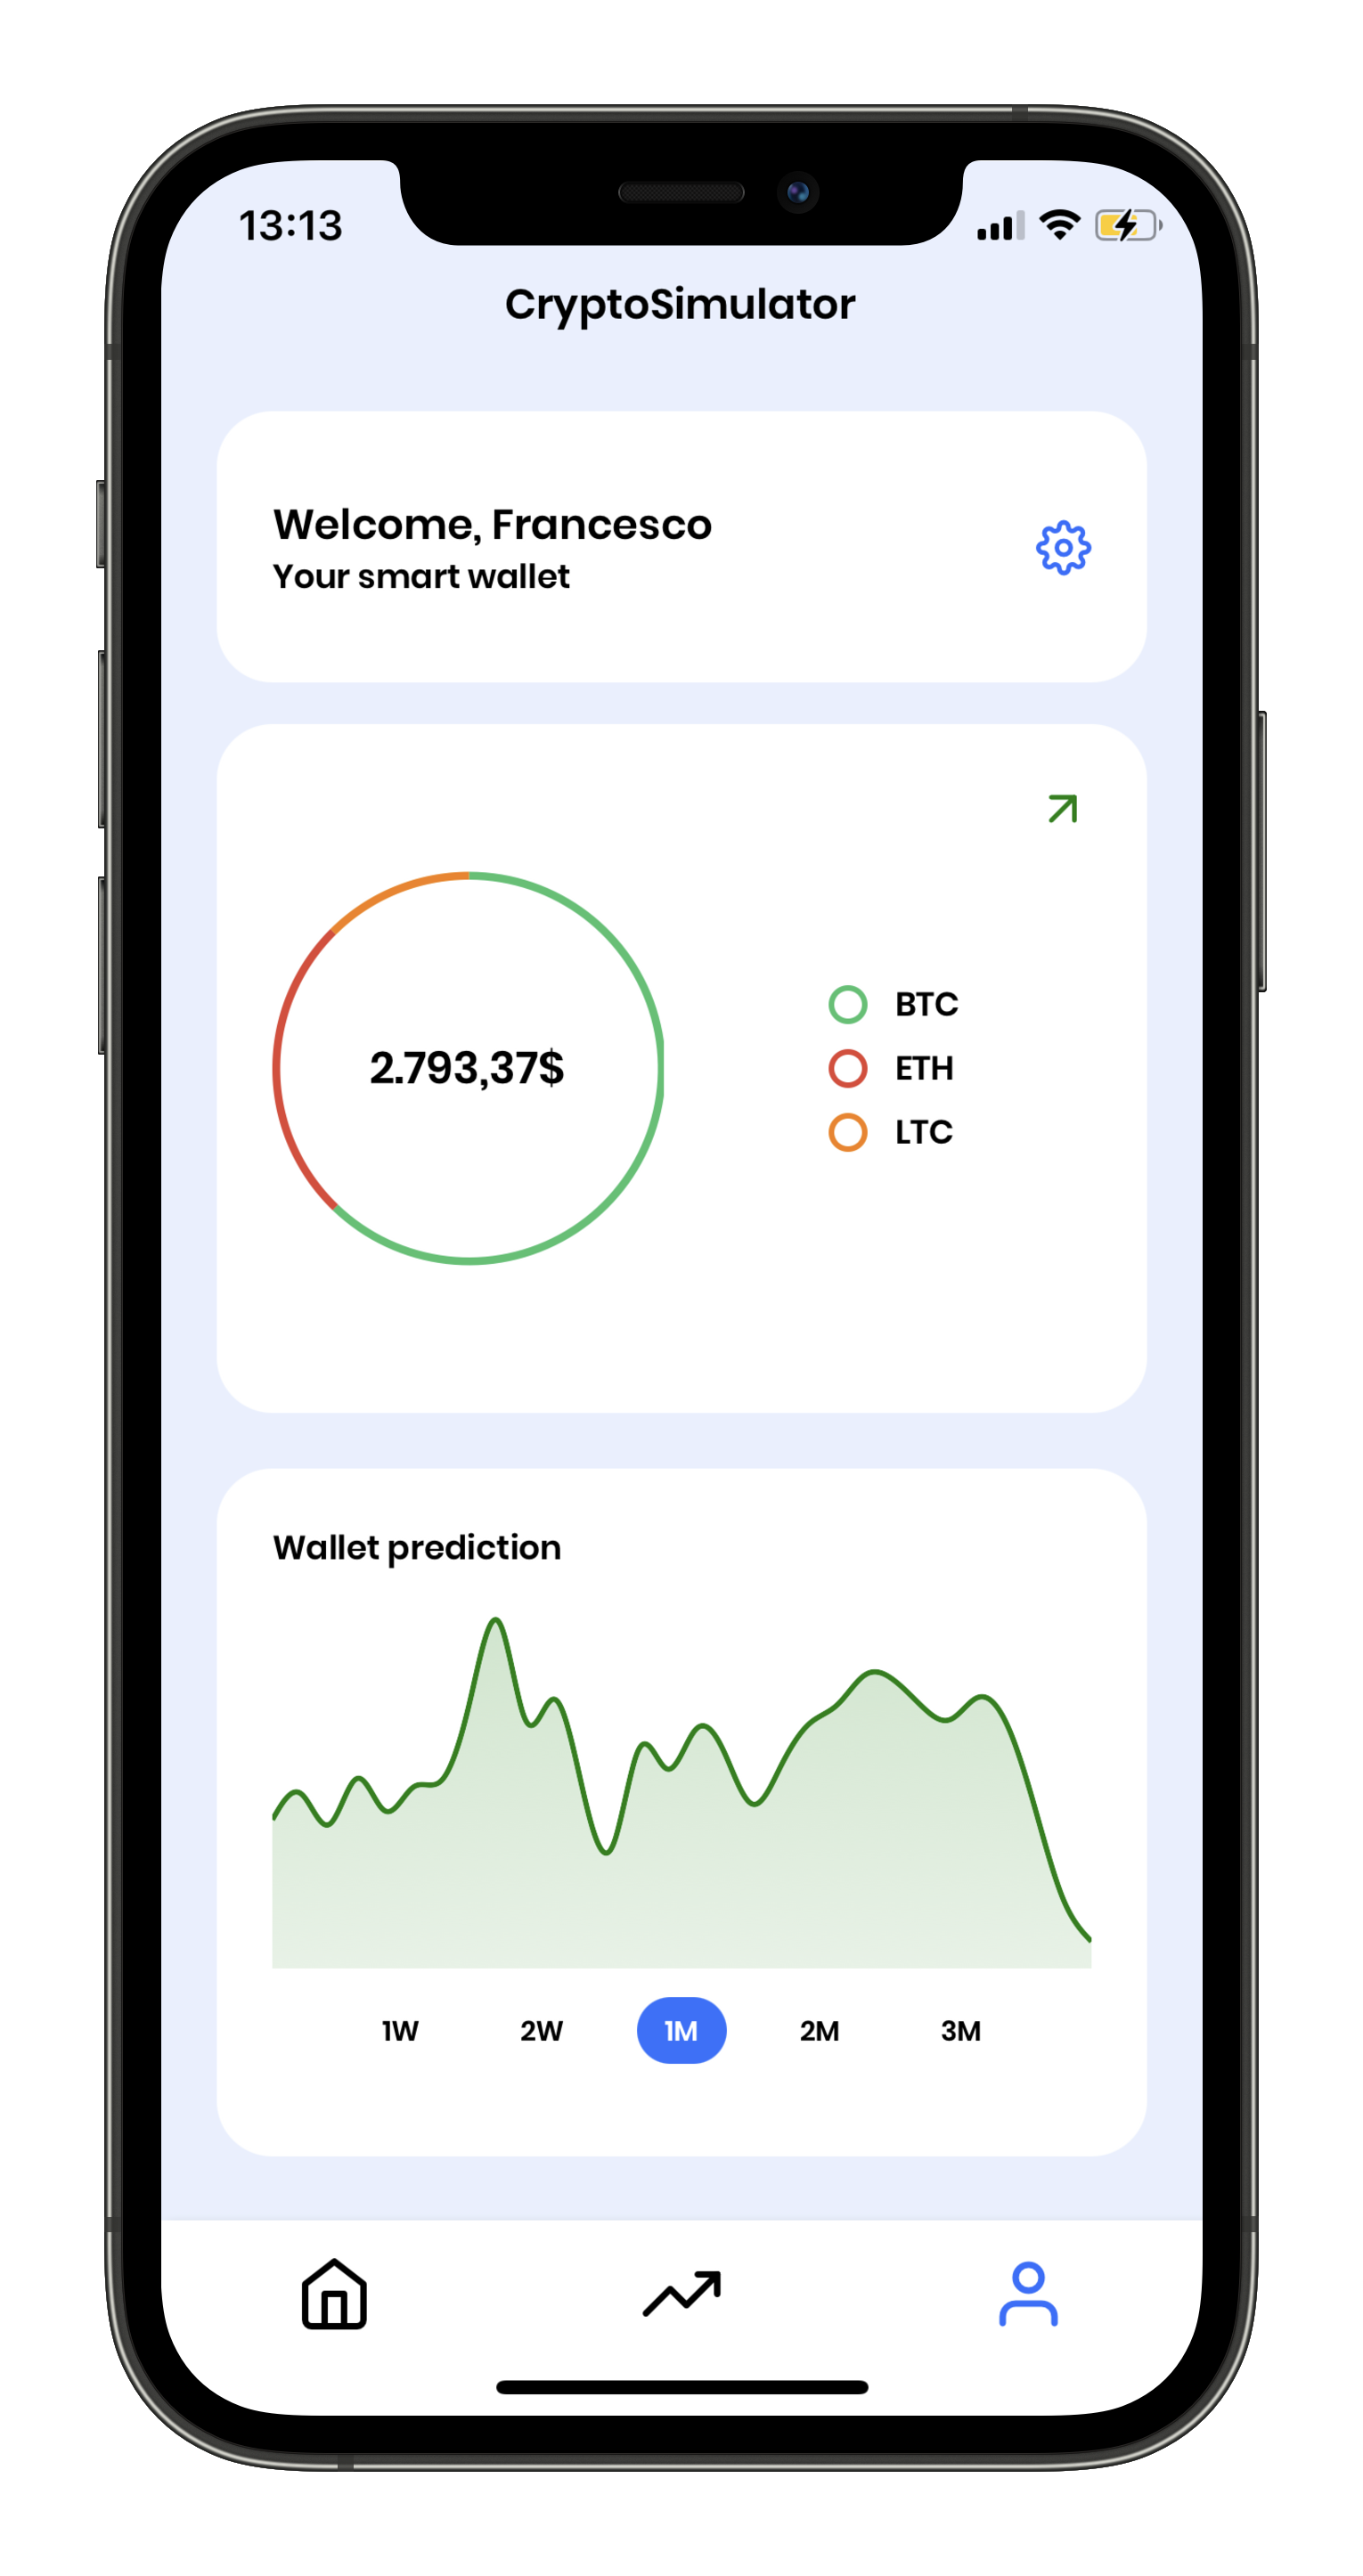 13:13
CryptoSimulator
Welcome, Francesco
Your smart wallet
2.793,37$
BTC
ETH
LTC
Wallet prediction
1W 2W 1M 2M 3M